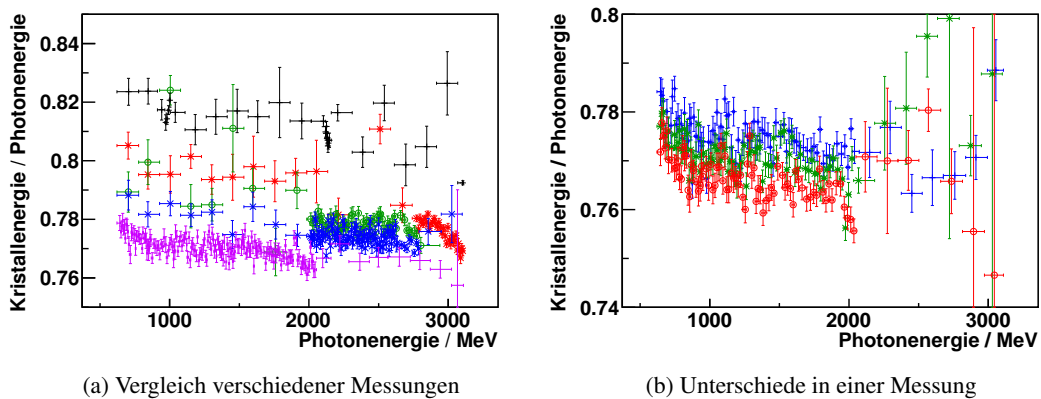 Kristallenergie / Photonenergie
0.84
0.82
0.8
0.78
0.76
1000 2000 3000
Photonenergie / MeV
(a) Vergleich verschiedener Messungen
Kristallenergie / Photonenergie
0.8
0.78
0.76
0.74
1000 2000 3000
Photonenergie / MeV
(b) Unterschiede in einer Messung